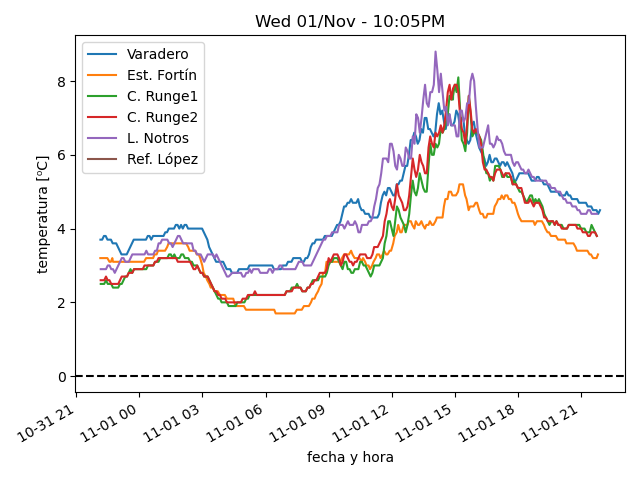 Wed 01/Nov - 10:05PM
Varadero
Est. Fortín
C. Runge1
C. Runge2
L. Notros
Ref. López
temperatura [ºC]
8
6
4
2
0
10-31 21
11-01 00
11-01 03
11-01 06
11-01 09
11-01 12
11-01 15
11-01 18
11-01 21
fecha y hora